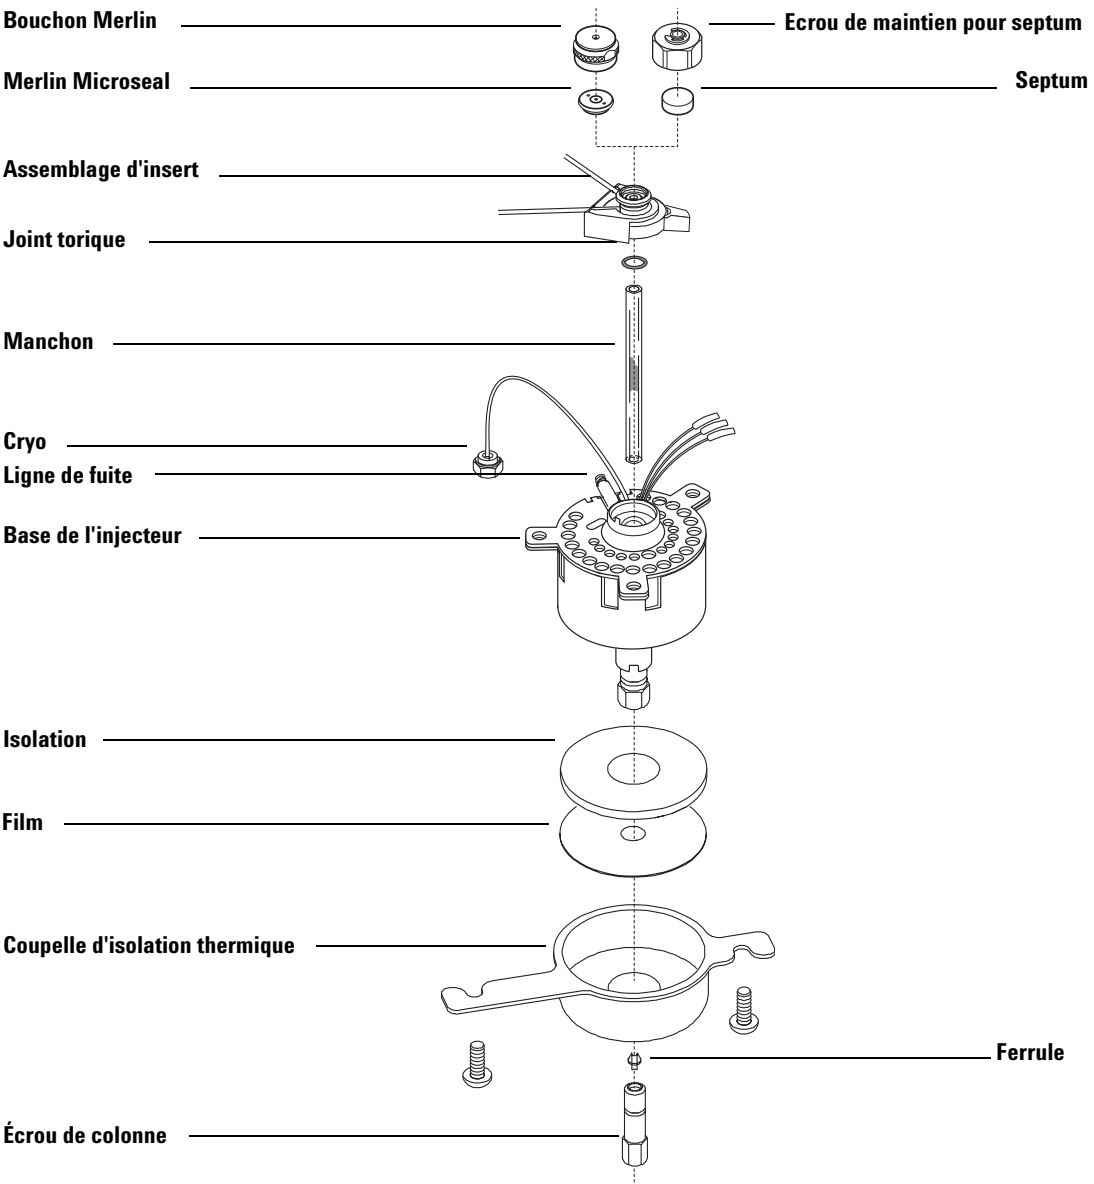 Bouchon Merlin
Ecrou de maintien pour septum
Merlin Microseal
Septum
Assemblage d'insert
Joint torique
Manchon
Cryo
Ligne de fuite
Base de l'injecteur
Isolation
Film
Coupelle d'isolation thermique
Ferrule
Écrou de colonne